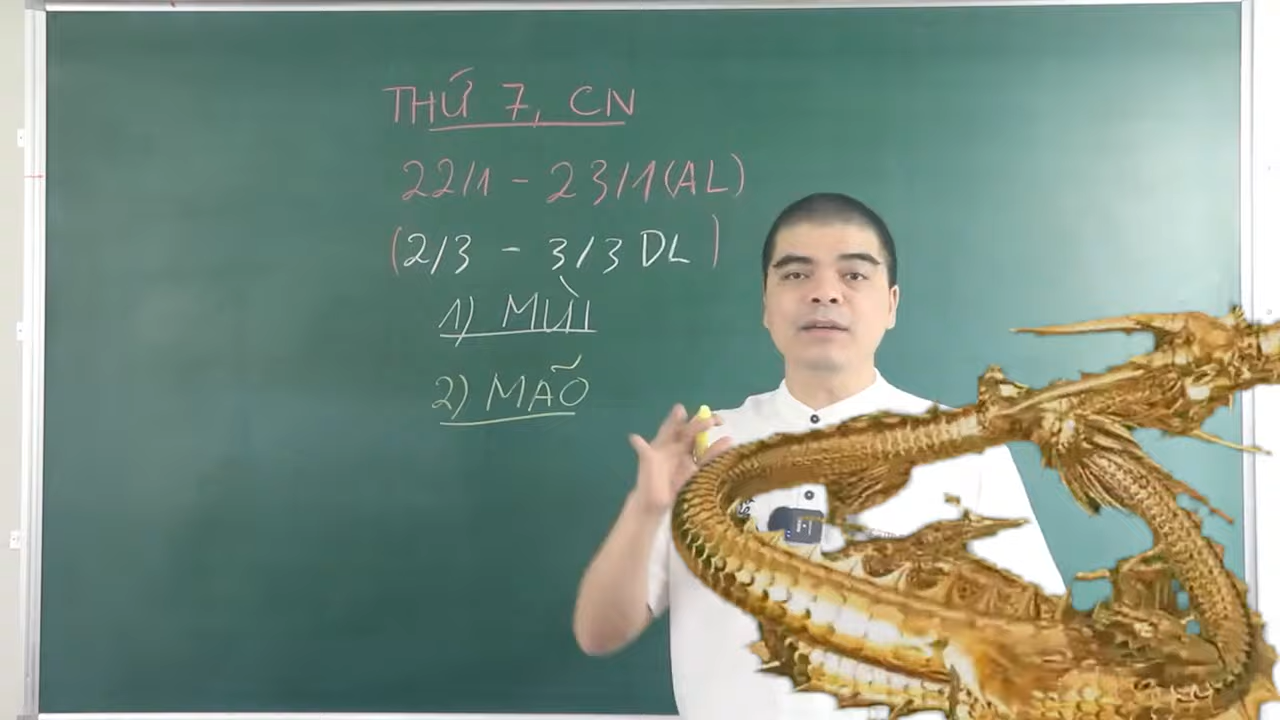 THỨ 7, CN
22/1 - 23/1 (AL)
(2/3 - 3/3 DL)
1) MÙI
2) MÃO